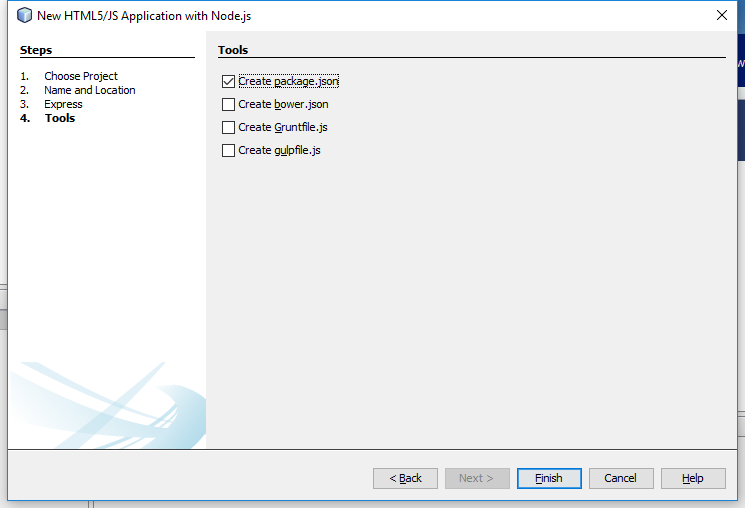 New HTML5/JS Application with Node.js
Steps
1. Choose Project
2. Name and Location
3. Express
4. Tools
Tools
Create package.json
Create bower.json
Create Gruntfile.js
Create gulpfile.js
< Back
Next >
Finish
Cancel
Help